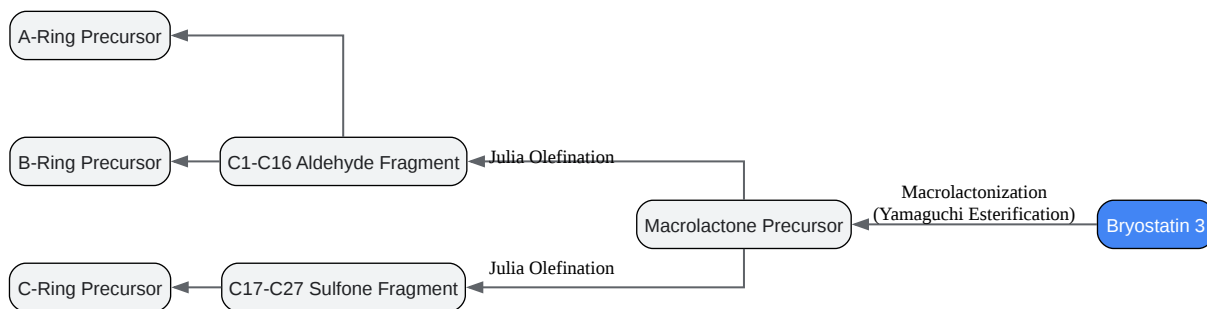 A-Ring Precursor
B-Ring Precursor
C1-C16 Aldehyde Fragment
Julia Olefination
Macrolactonization
(Yamaguchi Esterification)
Macrolactone Precursor
Bryostatin 3
Julia Olefination
C-Ring Precursor
C17-C27 Sulfone Fragment